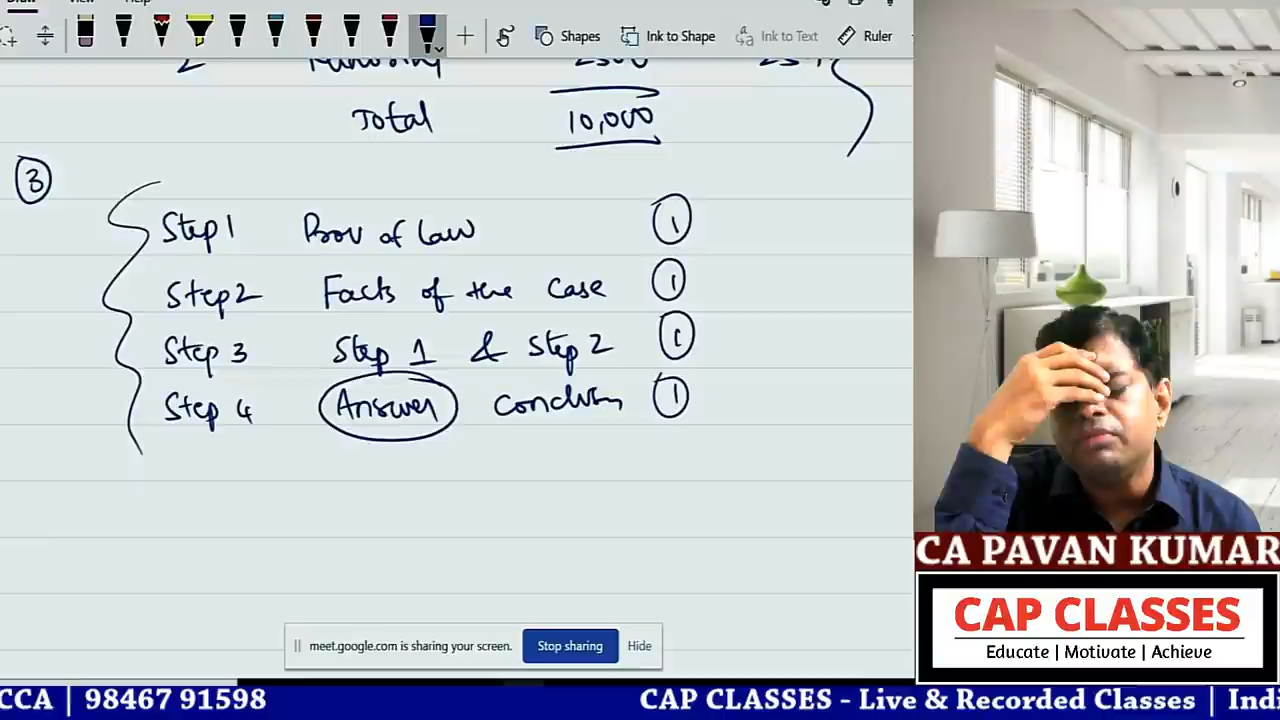 Shapes Ink to Shape Ink to Text Ruler
2
Total 10,000
3
Step 1 Prov of law 1
Step 2 Facts of the case 1
Step 3 Step 1 & Step 2 1
Step 4 Answer 1
meet.google.com is sharing your screen. Stop sharing Hide
CA PAVAN KUMAR
CAP CLASSES
Educate | Motivate | Achieve
CCA | 98467 91598 CAP CLASSES - Live & Recorded Classes | Indi